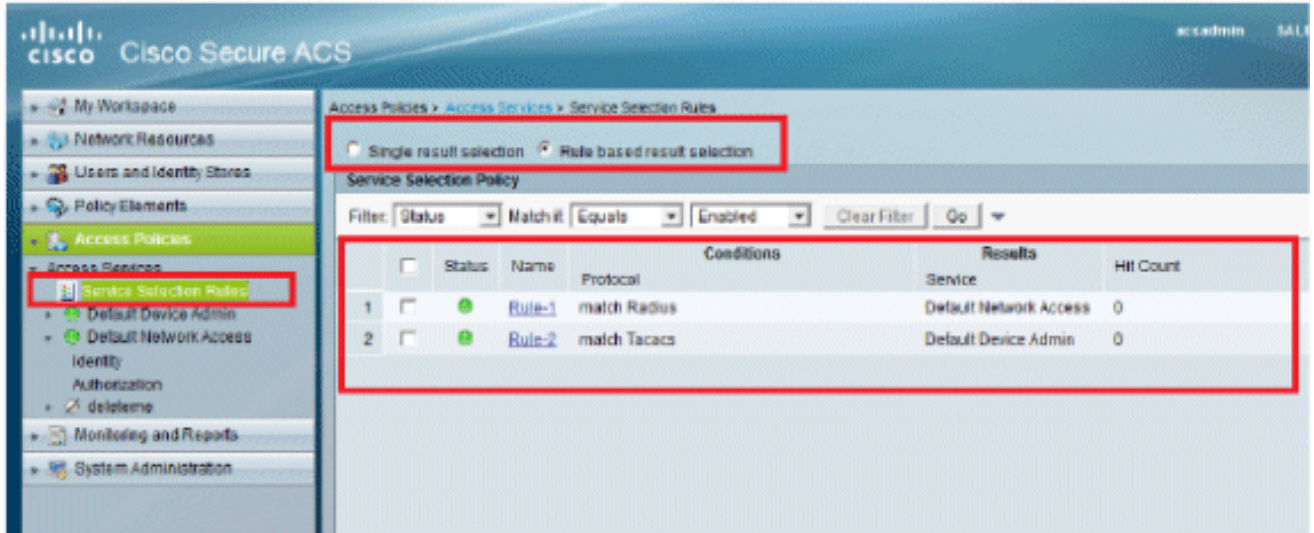 CISCO Cisco Secure ACS
acsadmin
My Workspace
Network Resources
Users and Identity Stores
Policy Elements
Access Policies
Access Services
Service Selection Rules
Default Device Admin
Default Network Access
Identity
Authorization
deleteme
Monitoring and Reports
System Administration
Access Policies > Access Services > Service Selection Rules
Single result selection Rule based result selection
Service Selection Policy
Filter: Status Match if: Equals Enabled Clear Filter Go
Conditions Results
Status Name Protocol Service Hit Count
1 Rule-1 match Radius Default Network Access 0
2 Rule-2 match Tacacs Default Device Admin 0